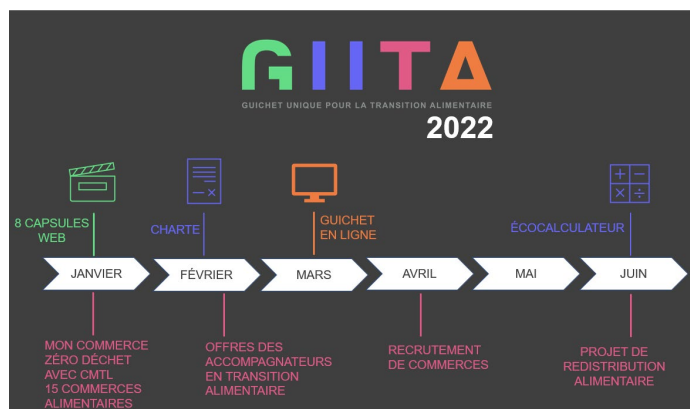 GIITA
GUICHET UNIQUE POUR LA TRANSITION ALIMENTAIRE
2022
8 CAPSULES
WEB
CHARTE
GUICHET
EN LIGNE
ÉCOCALCULATEUR
JANVIER
FÉVRIER
MARS
AVRIL
MAI
JUIN
MON COMMERCE
ZÉRO DÉCHET
AVEC CMTL
15 COMMERCES
ALIMENTAIRES
OFFRES DES
ACCOMPAGNATEURS
EN TRANSITION
ALIMENTAIRE
RECRUTEMENT
DE COMMERCES
PROJET DE
REDISTRIBUTION
ALIMENTAIRE